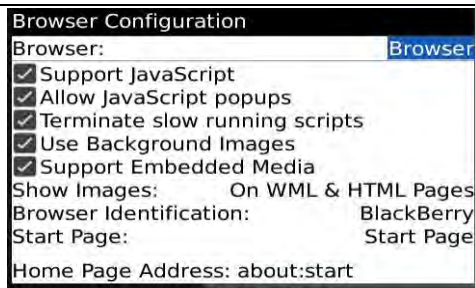 Browser Configuration
Browser: Browser
Support JavaScript
Allow JavaScript popups
Terminate slow running scripts
Use Background Images
Support Embedded Media
Show Images: On WML & HTML Pages
Browser Identification: BlackBerry
Start Page: Start Page
Home Page Address: about:start